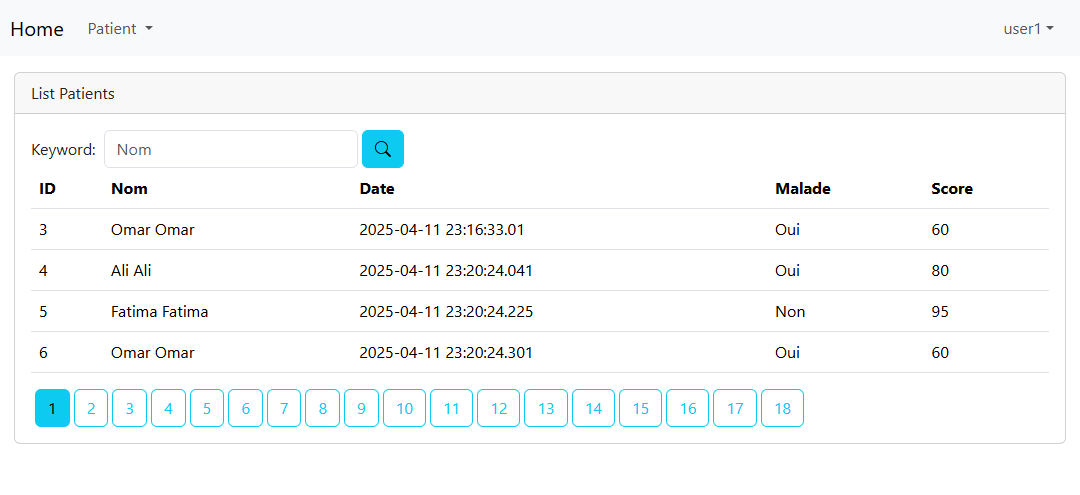 Home Patient user1
List Patients
Keyword: Nom
ID Nom Date Malade Score
3 Omar Omar 2025-04-11 23:16:33.01 Oui 60
4 Ali Ali 2025-04-11 23:20:24.041 Oui 80
5 Fatima Fatima 2025-04-11 23:20:24.225 Non 95
6 Omar Omar 2025-04-11 23:20:24.301 Oui 60
1 2 3 4 5 6 7 8 9 10 11 12 13 14 15 16 17 18